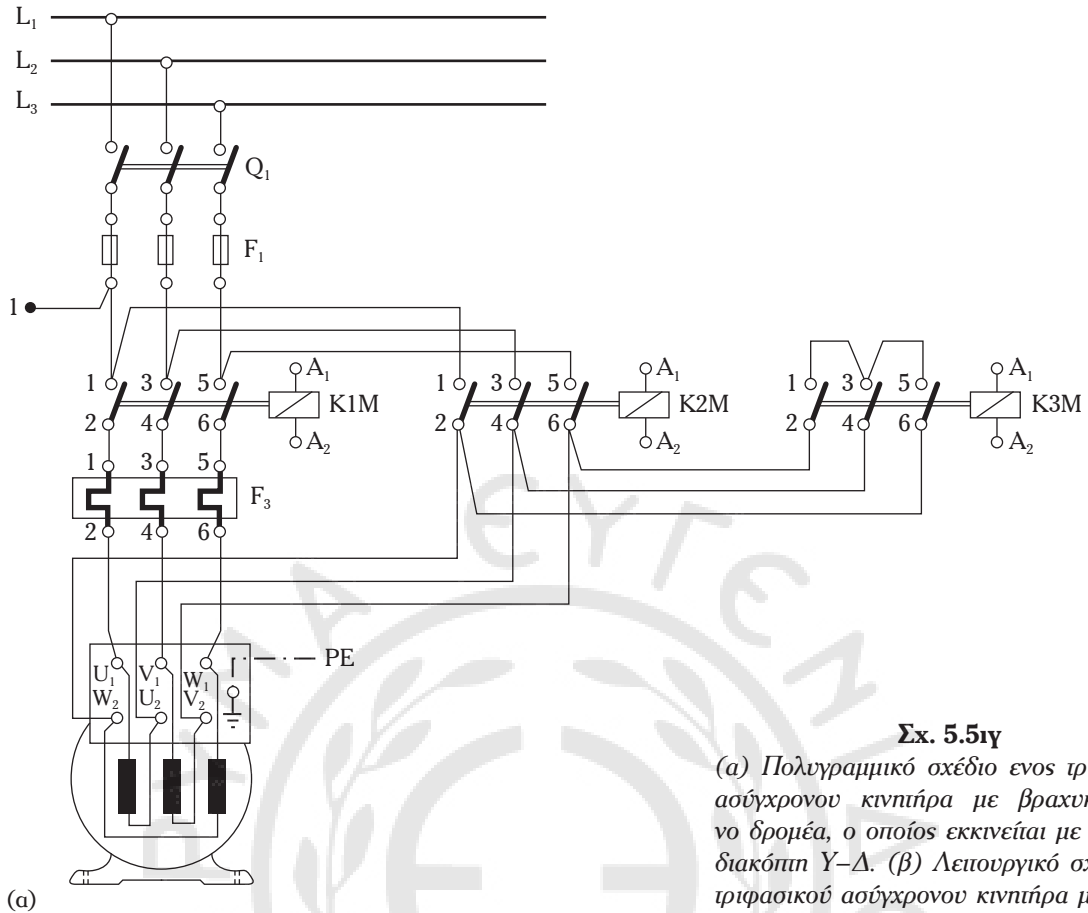 L₁
L₂
L₃
Q₁
F₁
1
1 3 5 A₁ K1M A₂
2 4 6
1 3 5 A₁ K2M A₂
2 4 6
1 3 5 A₁ K3M A₂
2 4 6
1 3 5
F₃
2 4 6
PE
U₁ V₁ W₁
W₂ U₂ V₂
ΕΥΓΕΝ
Σχ. 5.5ιγ
(α) Πολυγραμμικό σχέδιο ενος τρ
ασύγχρονου κινητήρα με βραχυκ
νο δρομέα, ο οποίος εκκινείται με
διακόπτη Υ–Δ. (β) Λειτουργικό σχ
τριφασικού ασύγχρονου κινητήρα μ
(α)